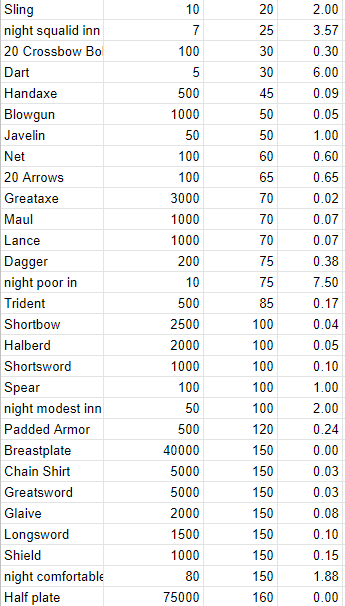 Sling 10 20 2.00
night squalid inn 7 25 3.57
20 Crossbow Bo 100 30 0.30
Dart 5 30 6.00
Handaxe 500 45 0.09
Blowgun 1000 50 0.05
Javelin 50 50 1.00
Net 100 60 0.60
20 Arrows 100 65 0.65
Greataxe 3000 70 0.02
Maul 1000 70 0.07
Lance 1000 70 0.07
Dagger 200 75 0.38
night poor in 10 75 7.50
Trident 500 85 0.17
Shortbow 2500 100 0.04
Halberd 2000 100 0.05
Shortsword 1000 100 0.10
Spear 100 100 1.00
night modest inn 50 100 2.00
Padded Armor 500 120 0.24
Breastplate 40000 150 0.00
Chain Shirt 5000 150 0.03
Greatsword 5000 150 0.03
Glaive 2000 150 0.08
Longsword 1500 150 0.10
Shield 1000 150 0.15
night comfortable 80 150 1.88
Half plate 75000 160 0.00